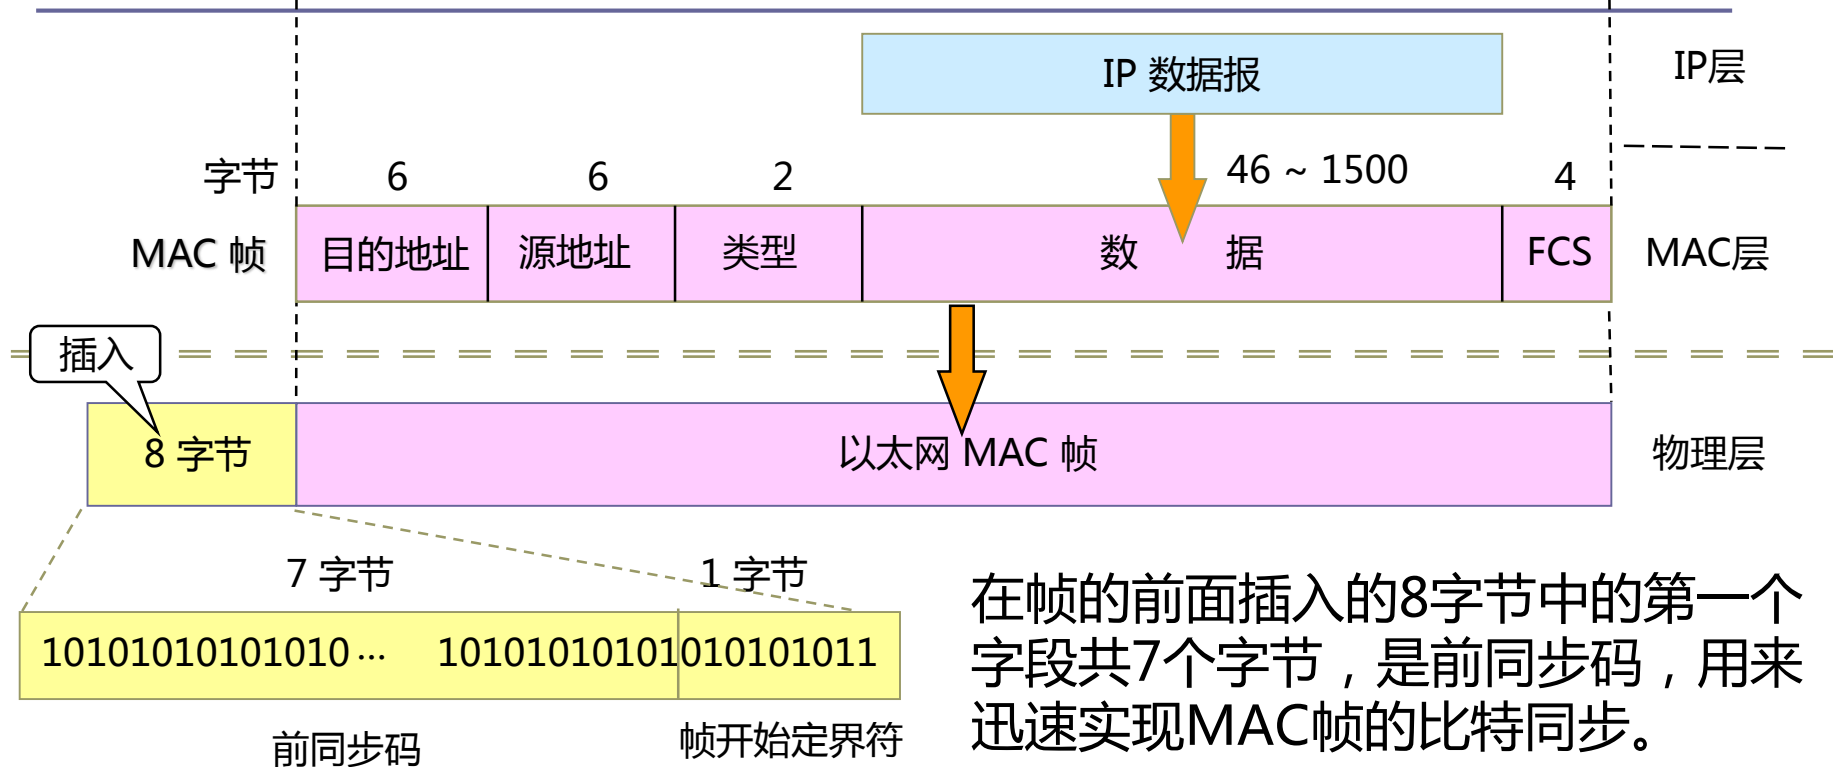 IP 数据报
IP层
字节 6 6 2 46 ~ 1500 4
MAC 帧 目的地址 源地址 类型 数 据 FCS MAC层
插入
8 字节 以太网 MAC 帧 物理层
7 字节 1 字节
10101010101010 ··· 10101010101010101011
前同步码 帧开始定界符
在帧的前面插入的8字节中的第一个
字段共7个字节，是前同步码，用来
迅速实现MAC帧的比特同步。